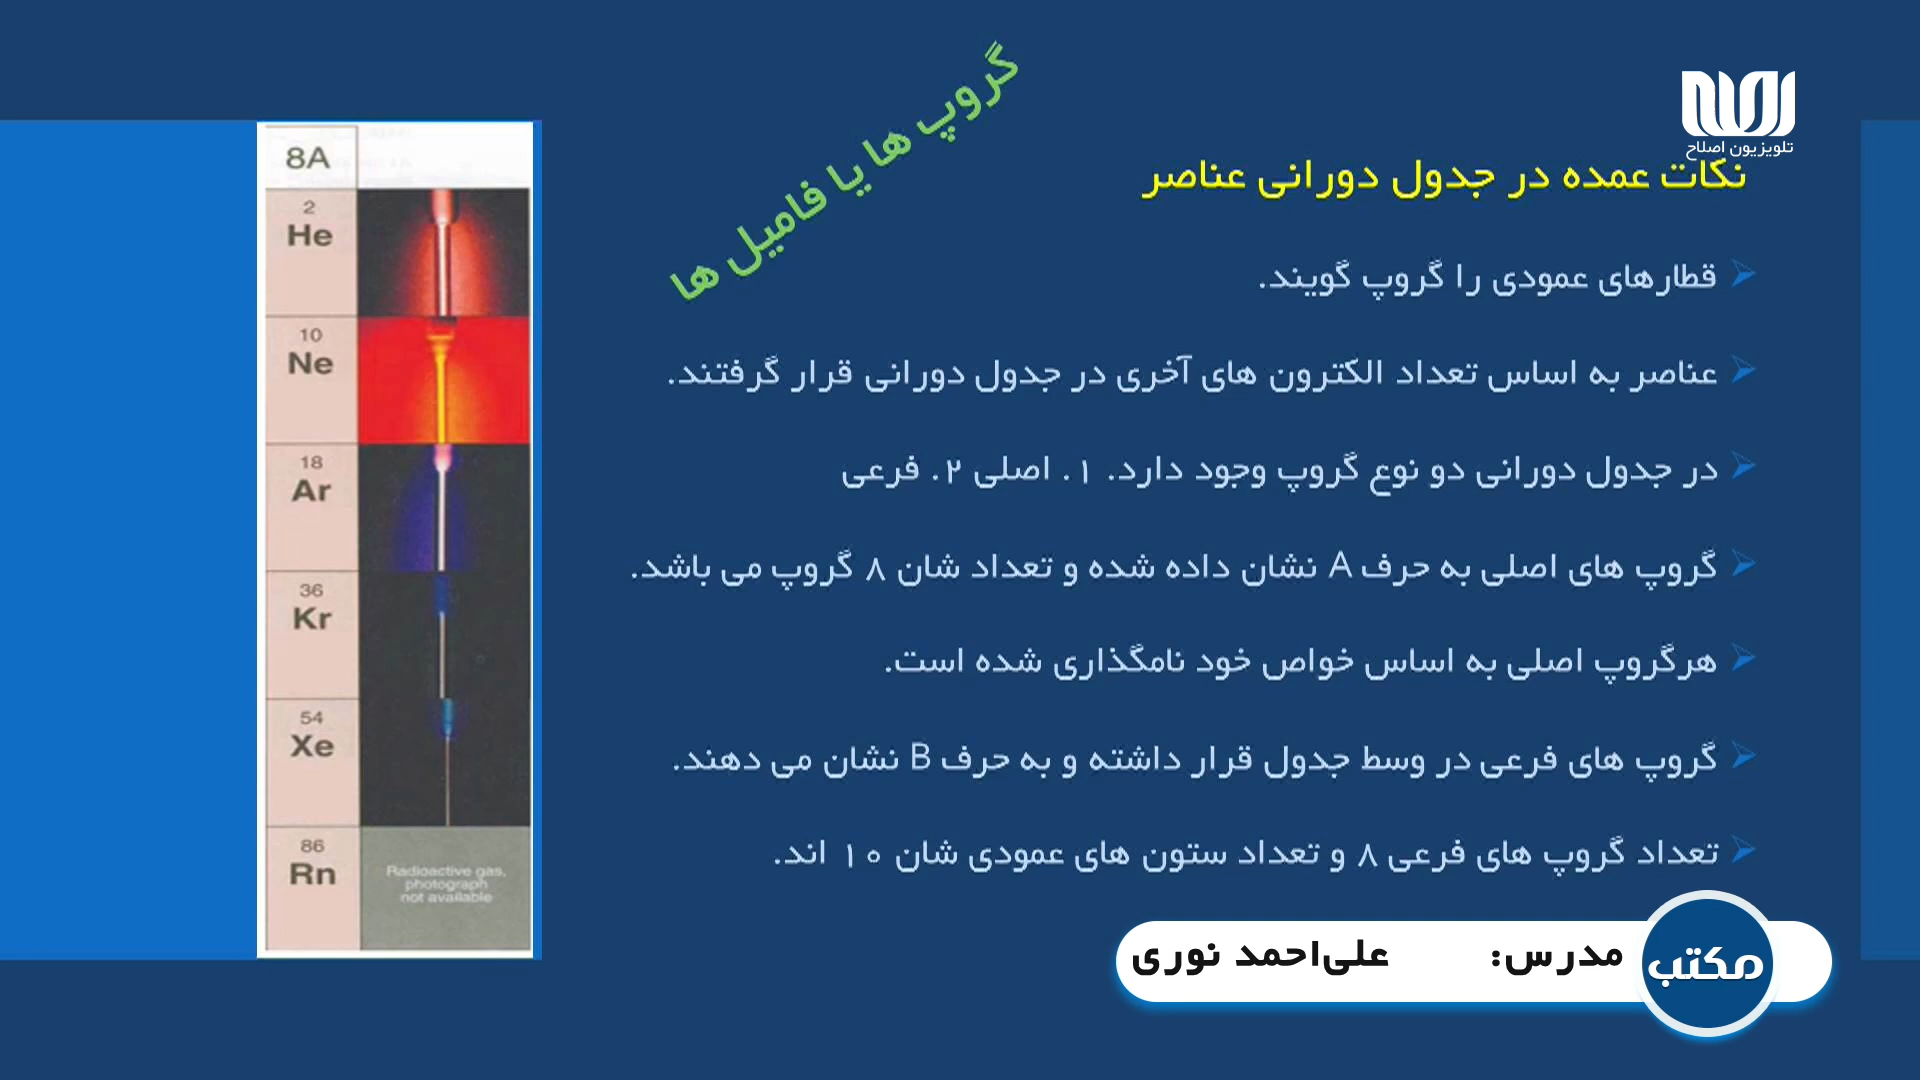 تلویزیون اصلاح
نکات عمده در جدول دورانی عناصر
گروپ ها یا فامیل ها
قطارهای عمودی را گروپ گویند.
عناصر به اساس تعداد الکترون های آخری در جدول دورانی قرار گرفتند.
در جدول دورانی دو نوع گروپ وجود دارد. ۱. اصلی ۲. فرعی
گروپ های اصلی به حرف A نشان داده شده و تعداد شان ۸ گروپ می باشد.
هرگروپ اصلی به اساس خواص خود نامگذاری شده است.
گروپ های فرعی در وسط جدول قرار داشته و به حرف B نشان می دهند.
تعداد گروپ های فرعی ۸ و تعداد ستون های عمودی شان ۱۰ اند.
8A
2
He
10
Ne
18
Ar
36
Kr
54
Xe
86
Rn
Radioactive gas,
photograph
not available
مکتب
مدرس: علی‌احمد نوری